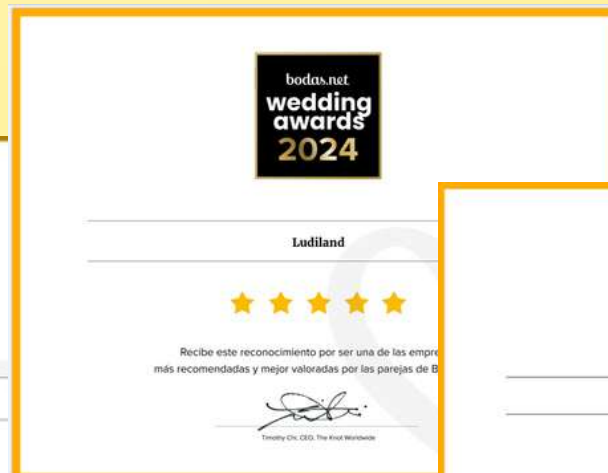 bodas.net
wedding
awards
2024
Ludiland
Recibe este reconocimiento por ser una de las empre
más recomendadas y mejor valoradas por las parejas de B
Timothy Chi, CEO, The Knot Worldwide